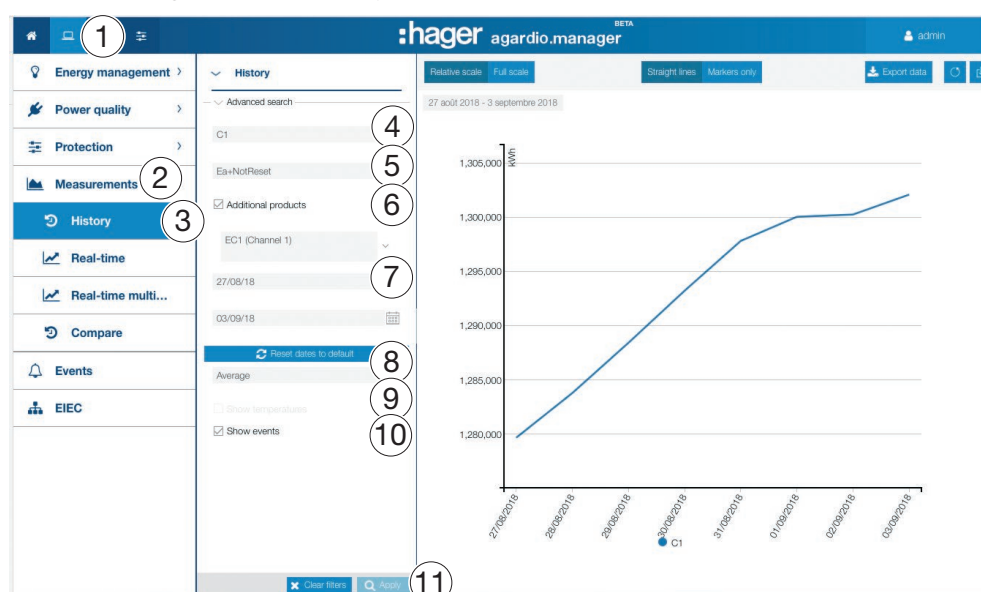 1
:hager agardio.manager BETA
admin
Energy management
Power quality
Protection
Measurements 2
History 3
Real-time
Real-time multi...
Compare
Events
EIEC
History
Advanced search
C1 4
Ea+NotReset 5
Additional products 6
EC1 (Channel 1)
27/08/18 7
03/09/18
Reset dates to default
Average 8
Show temperatures 9
Show events 10
Clear filters Apply 11
Relative scale Full scale Straight lines Markers only Export data
27 août 2018 - 3 septembre 2018
kWh
1,305,000
1,300,000
1,295,000
1,290,000
1,285,000
1,280,000
27/08/2018 28/08/2018 29/08/2018 30/08/2018 31/08/2018 01/09/2018 02/09/2018 03/09/2018
C1